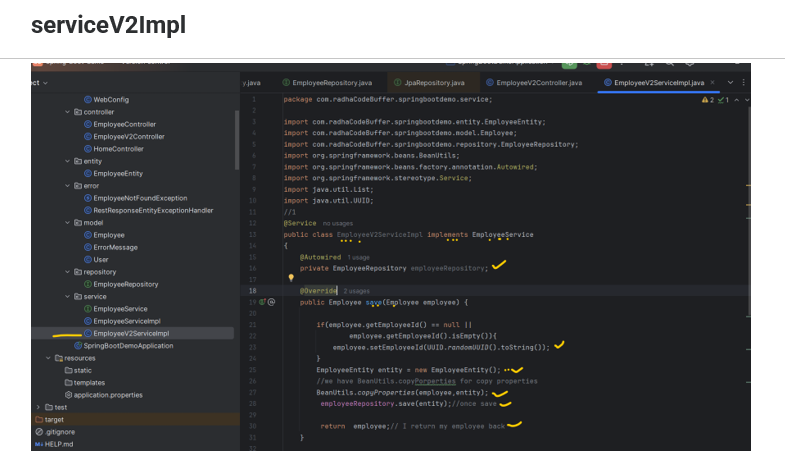 serviceV2Impl
ect
y.java
EmployeeRepository.java
JpaRepository.java
EmployeeV2Controller.java
EmployeeV2ServiceImpl.java ×
2 1
WebConfig
controller
EmployeeController
EmployeeV2Controller
HomeController
entity
EmployeeEntity
error
EmployeeNotFoundException
RestResponseEntityExceptionHandler
model
Employee
ErrorMessage
User
repository
EmployeeRepository
service
EmployeeService
EmployeeServiceImpl
EmployeeV2ServiceImpl
SpringBootDemoApplication
resources
static
templates
application.properties
test
target
.gitignore
HELP.md
1 package com.radhaCodeBuffer.springbootdemo.service;
2
3 import com.radhaCodeBuffer.springbootdemo.entity.EmployeeEntity;
4 import com.radhaCodeBuffer.springbootdemo.model.Employee;
5 import com.radhaCodeBuffer.springbootdemo.repository.EmployeeRepository;
6 import org.springframework.beans.BeanUtils;
7 import org.springframework.beans.factory.annotation.Autowired;
8 import org.springframework.stereotype.Service;
9 import java.util.List;
10 import java.util.UUID;
11 //1
12 @Service no usages
13 public class EmployeeV2ServiceImpl implements EmployeeService
14 {
15 @Autowired 1 usage
16 private EmployeeRepository employeeRepository;
17
18 @Override 2 usages
19 public Employee save(Employee employee) {
20
21 if(employee.getEmployeeId() == null ||
22 employee.getEmployeeId().isEmpty()){
23 employee.setEmployeeId(UUID.randomUUID().toString());
24 }
25 EmployeeEntity entity = new EmployeeEntity();
26 //we have BeanUtils.copyPorperties for copy properties
27 BeanUtils.copyProperties(employee,entity);
28 employeeRepository.save(entity);//once save
29
30 return employee;// I return my employee back
31 }
32